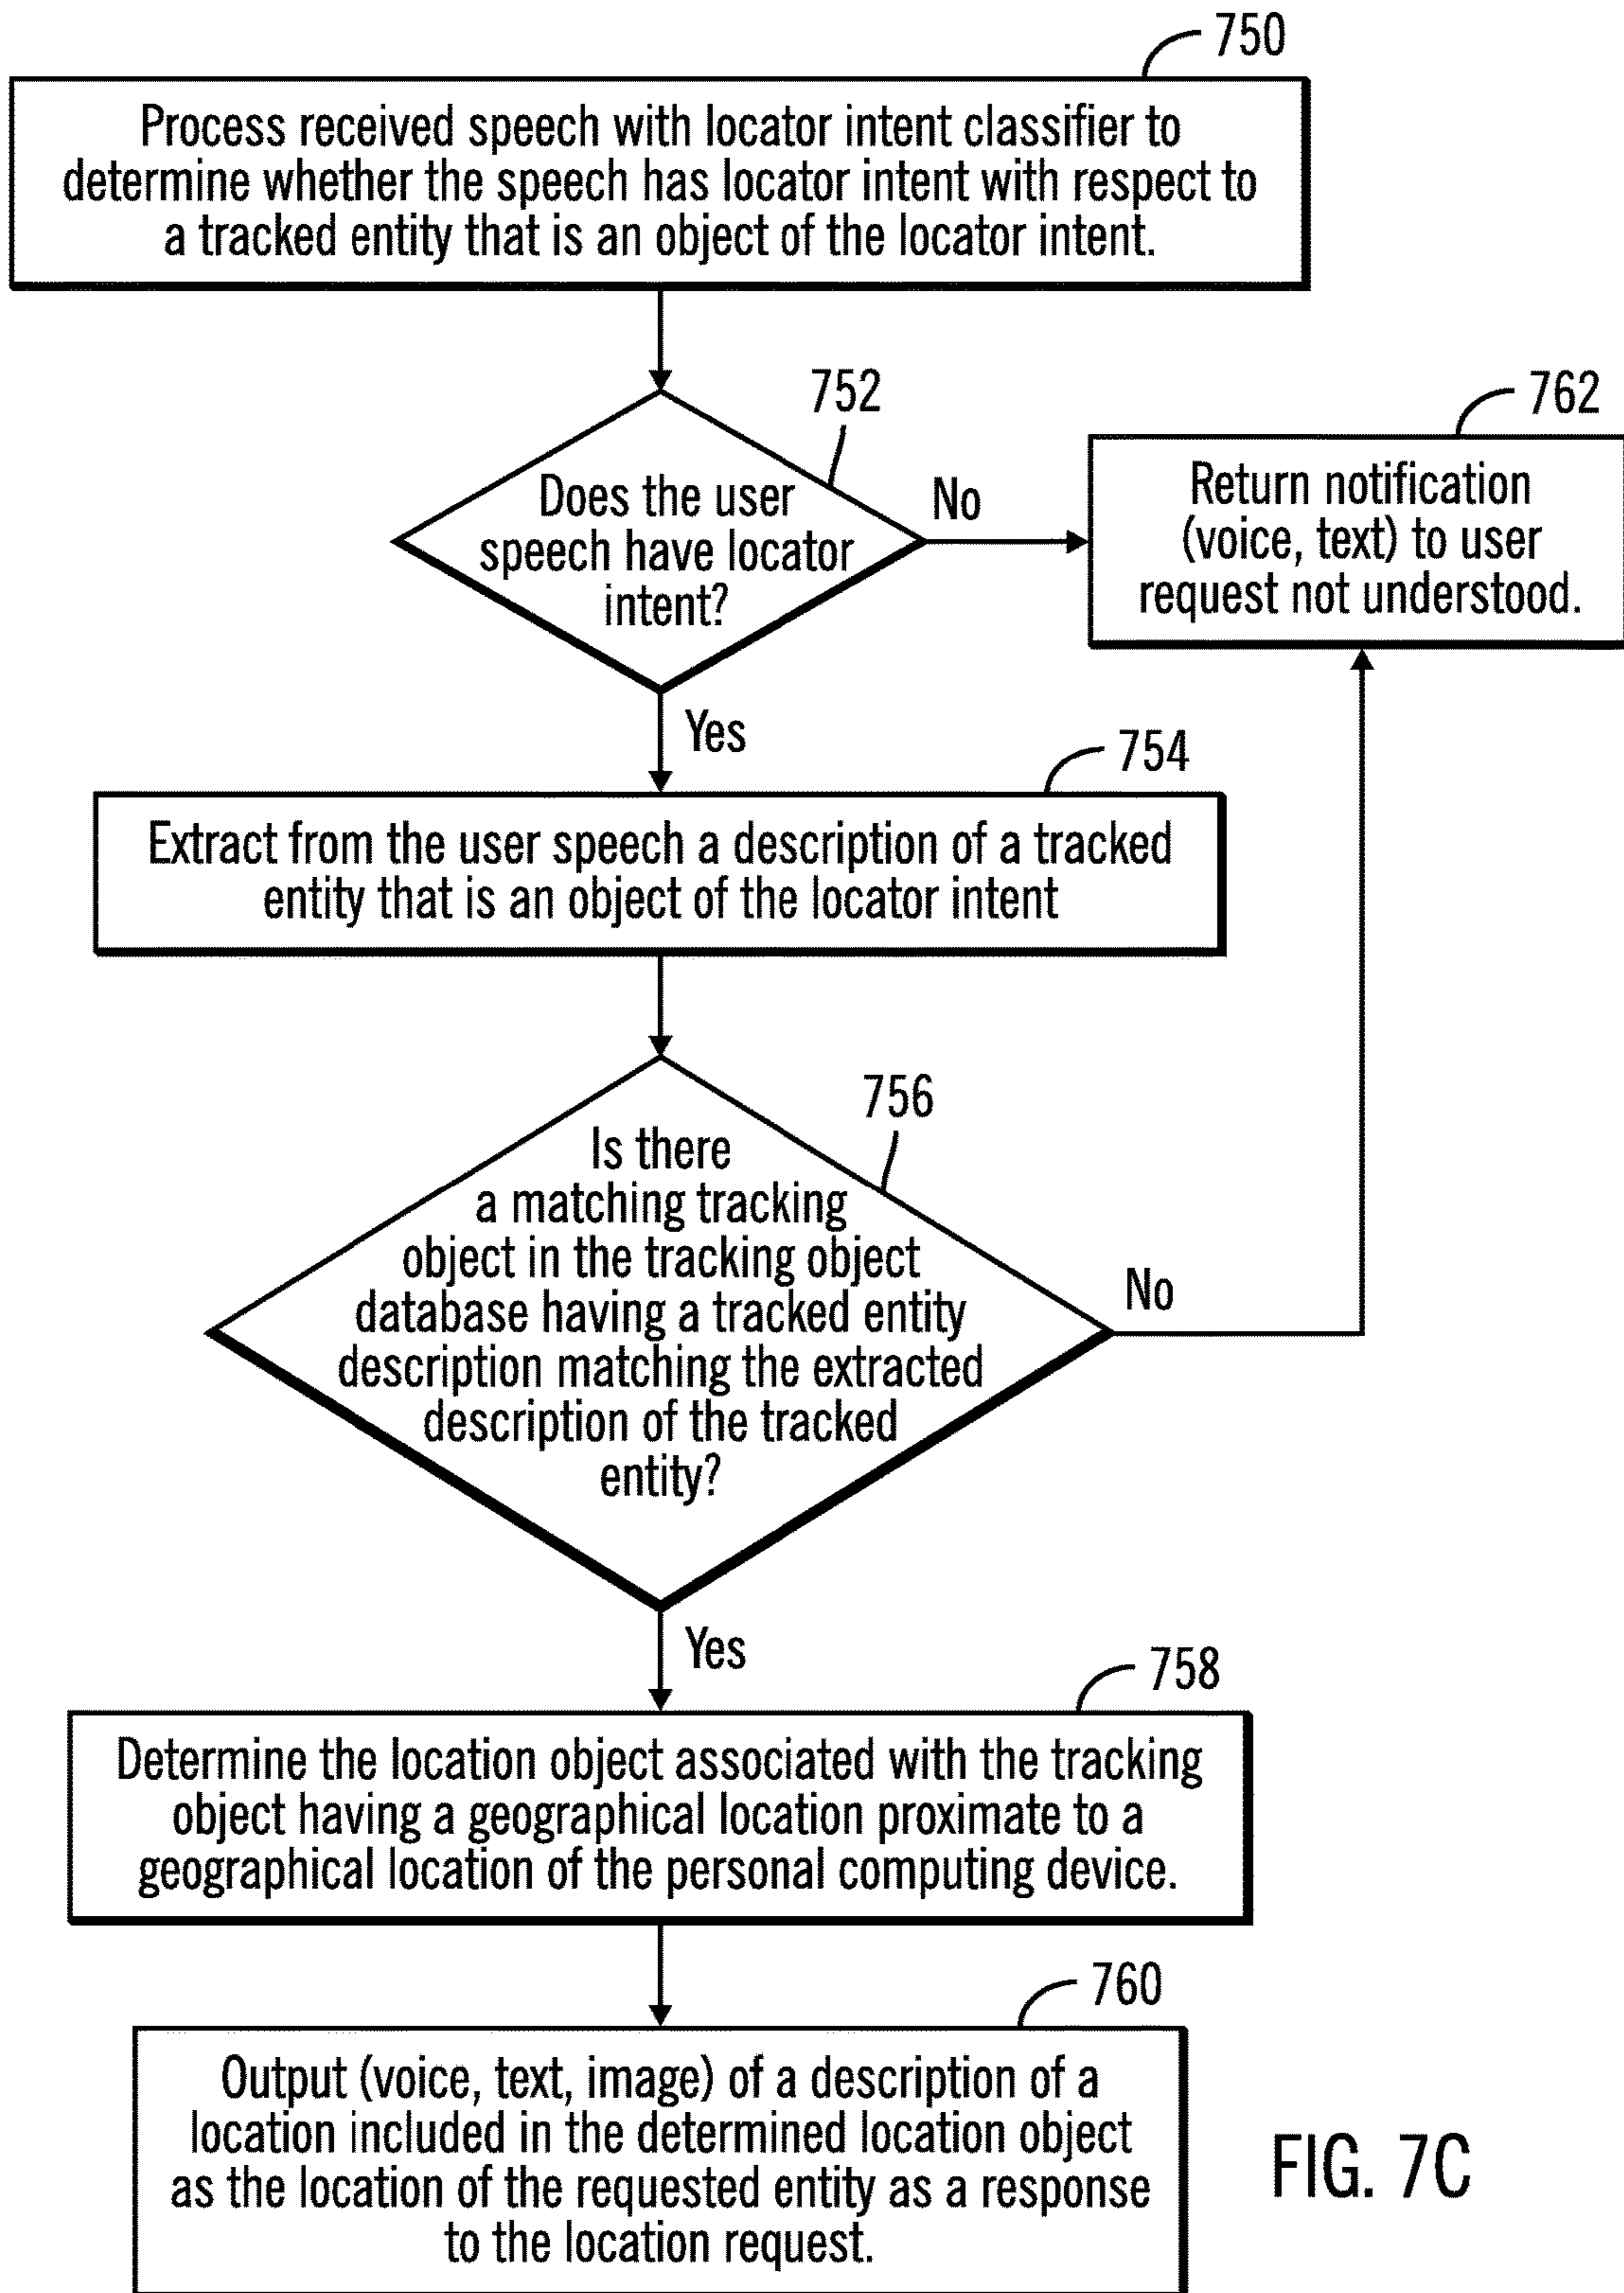 750
Process received speech with locator intent classifier to
determine whether the speech has locator intent with respect to
a tracked entity that is an object of the locator intent.
752
Does the user
speech have locator
intent?
No
762
Return notification
(voice, text) to user
request not understood.
Yes
754
Extract from the user speech a description of a tracked
entity that is an object of the locator intent
756
Is there
a matching tracking
object in the tracking object
database having a tracked entity
description matching the extracted
description of the tracked
entity?
No
Yes
758
Determine the location object associated with the tracking
object having a geographical location proximate to a
geographical location of the personal computing device.
760
Output (voice, text, image) of a description of a
location included in the determined location object
as the location of the requested entity as a response
to the location request.
FIG. 7C